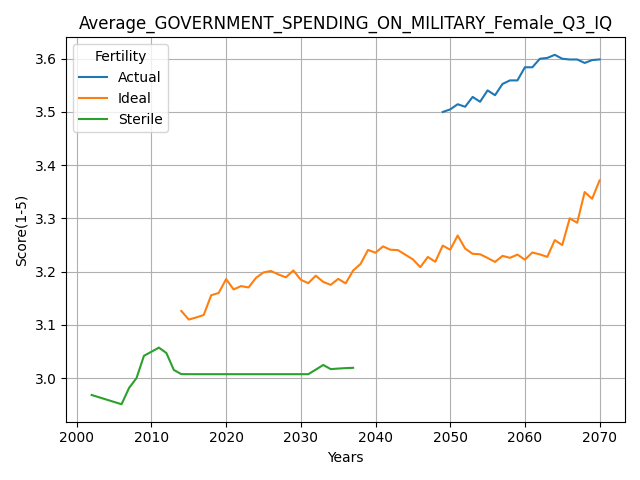 Average_GOVERNMENT_SPENDING_ON_MILITARY_Female_Q3_IQ
Fertility
Actual
Ideal
Sterile
Score(1-5)
3.6
3.5
3.4
3.3
3.2
3.1
3.0
2000 2010 2020 2030 2040 2050 2060 2070
Years